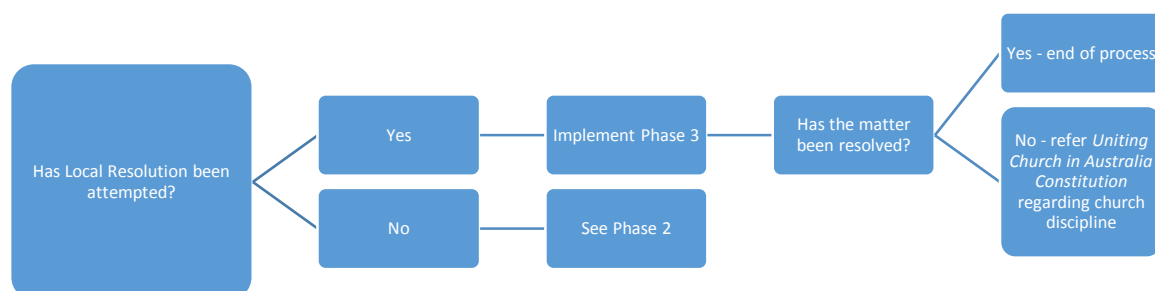 Has Local Resolution been
attempted?
Yes
Implement Phase 3
Has the matter
been resolved?
Yes - end of process
No - refer Uniting
Church in Australia
Constitution
regarding church
discipline
No
See Phase 2